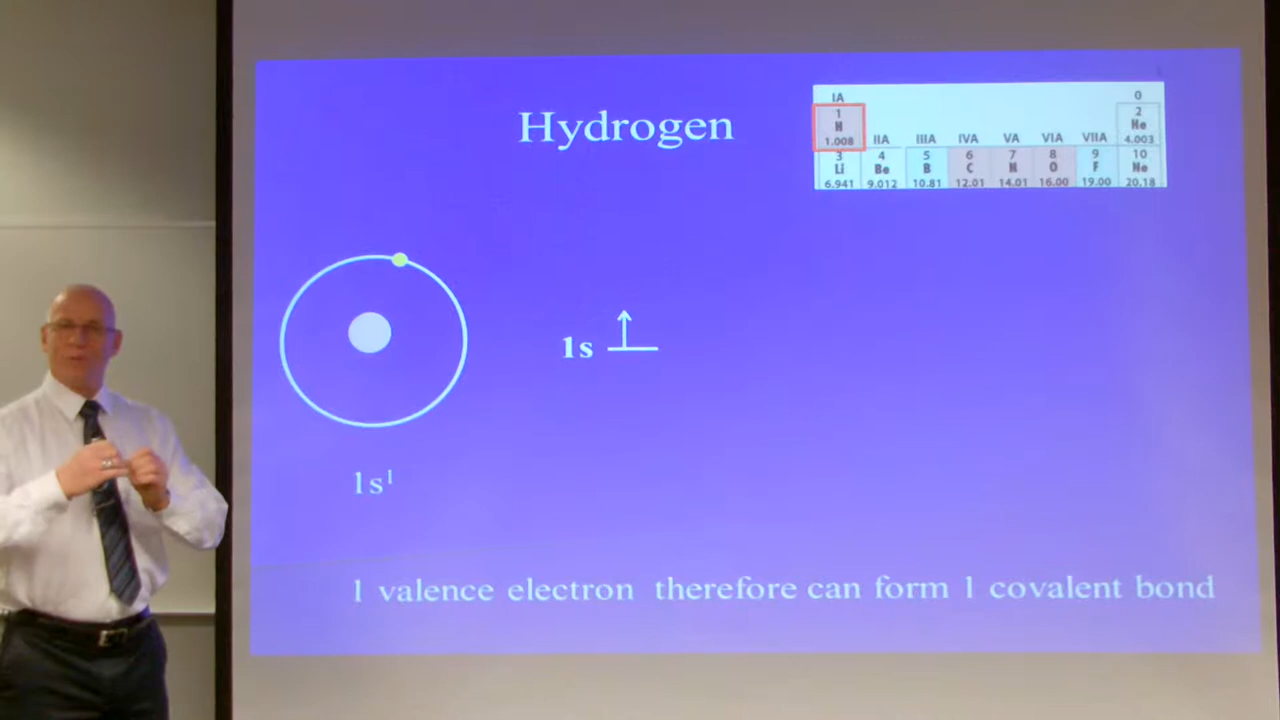 Hydrogen
IA 0
1 2
H He
1.008 IIA IIIA IVA VA VIA VIIA 4.003
3 4 5 6 7 8 9 10
Li Be B C N O F Ne
6.941 9.012 10.81 12.01 14.01 16.00 19.00 20.18
1s
1s¹
1 valence electron therefore can form 1 covalent bond